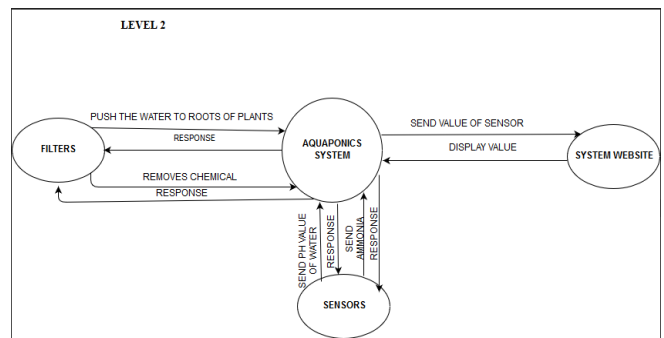 LEVEL 2
PUSH THE WATER TO ROOTS OF PLANTS
RESPONSE
FILTERS
REMOVES CHEMICAL
RESPONSE
AQUAPONICS
SYSTEM
SEND VALUE OF SENSOR
DISPLAY VALUE
SYSTEM WEBSITE
SEND PH VALUE
OF WATER
RESPONSE
SEND
AMMONIA
RESPONSE
SENSORS